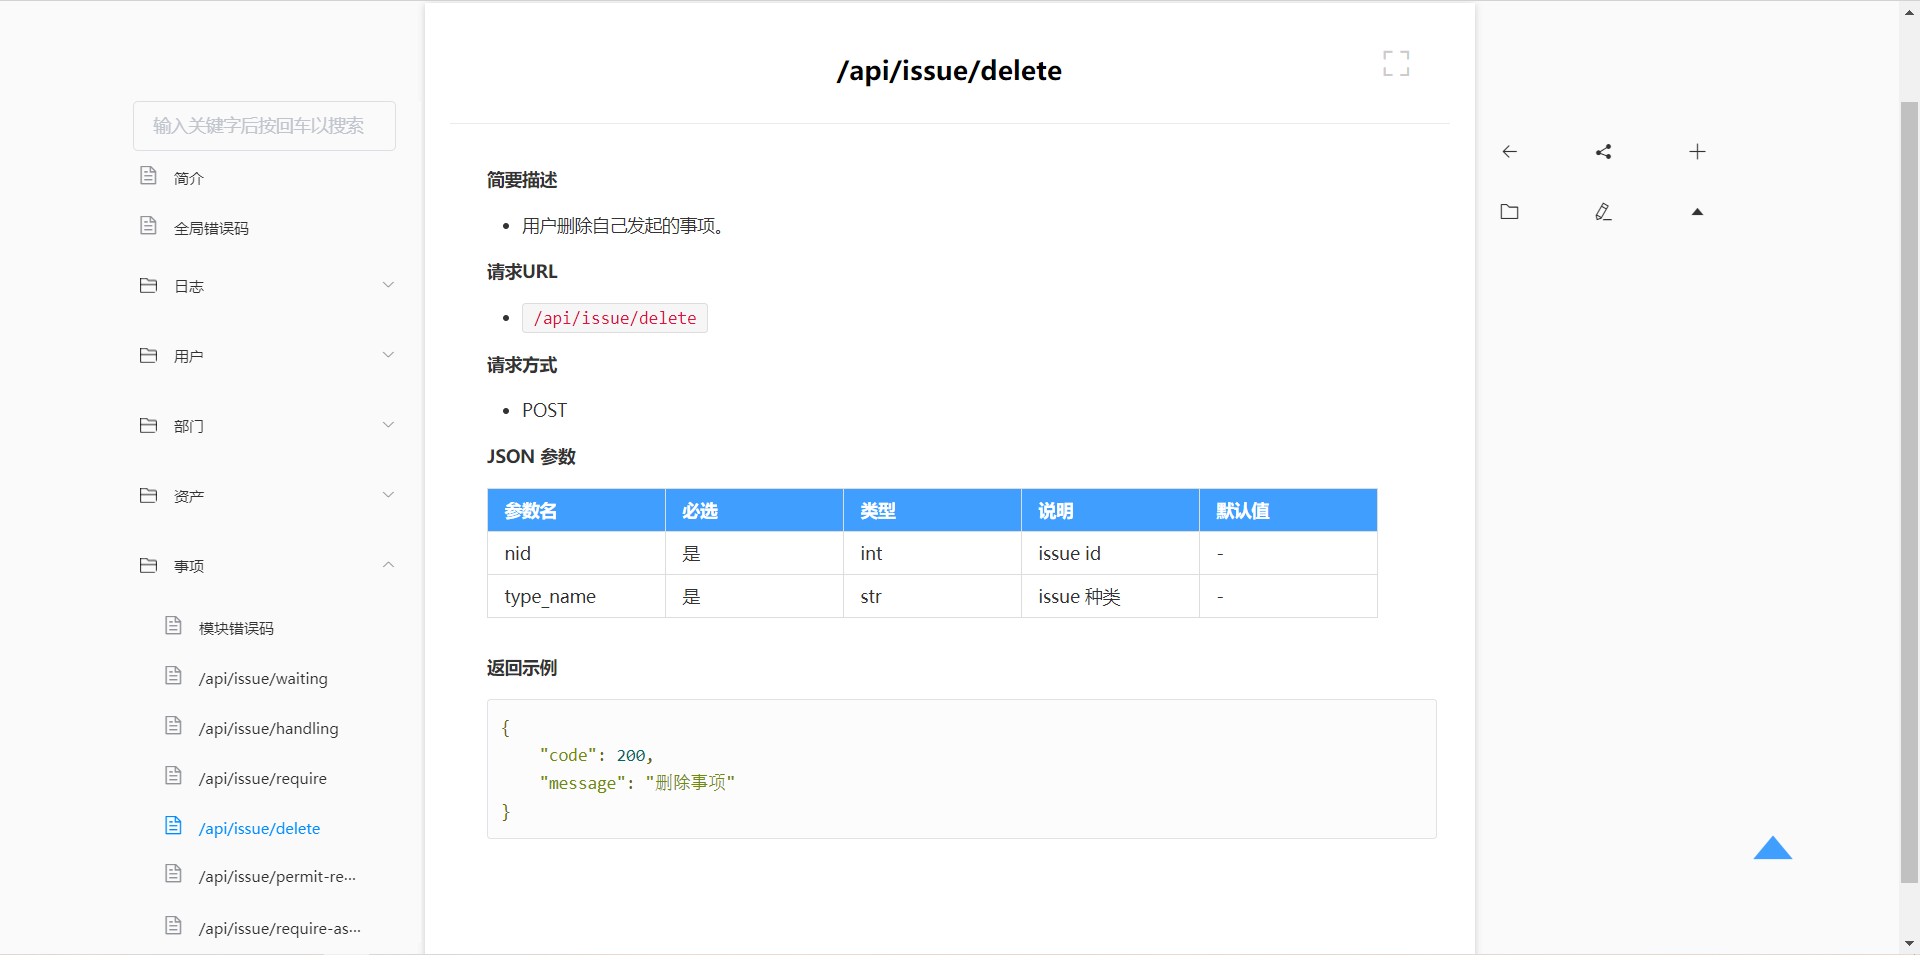 输入关键字后按回车以搜索
简介
全局错误码
日志
用户
部门
资产
事项
模块错误码
/api/issue/waiting
/api/issue/handling
/api/issue/require
/api/issue/delete
/api/issue/permit-re...
/api/issue/require-as...
/api/issue/delete
简要描述
• 用户删除自己发起的事项。
请求URL
• /api/issue/delete
请求方式
• POST
JSON 参数
参数名 必选 类型 说明 默认值
nid 是 int issue id -
type_name 是 str issue 种类 -
返回示例
{
"code": 200,
"message": "删除事项"
}